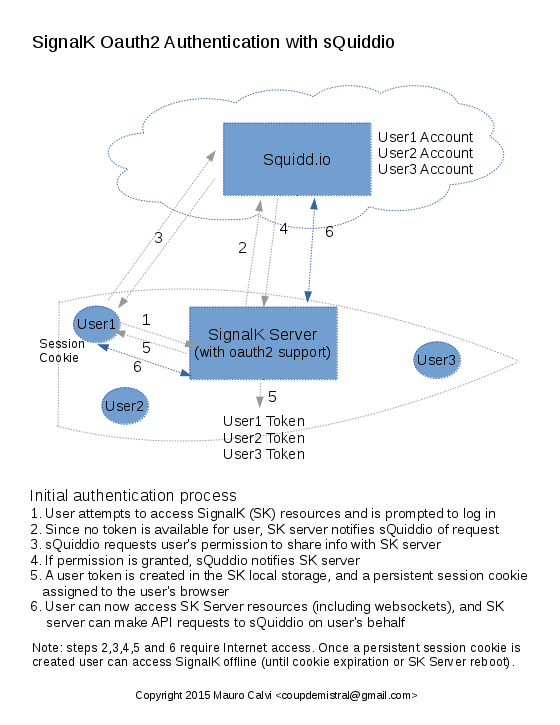 SignalK Oauth2 Authentication with sQuiddio
Squidd.io
User1 Account
User2 Account
User3 Account
3
2
4
6
User1
1
5
6
Session
Cookie
SignalK Server
(with oauth2 support)
User3
User2
5
User1 Token
User2 Token
User3 Token
Initial authentication process
1. User attempts to access SignalK (SK) resources and is prompted to log in
2. Since no token is available for user, SK server notifies sQuiddio of request
3. sQuiddio requests user's permission to share info with SK server
4. If permission is granted, sQuddio notifies SK server
5. A user token is created in the SK local storage, and a persistent session cookie
assigned to the user's browser
6. User can now access SK Server resources (including websockets), and SK
server can make API requests to sQuiddio on user's behalf
Note: steps 2,3,4,5 and 6 require Internet access. Once a persistent session cookie is
created user can access SignalK offline (until cookie expiration or SK Server reboot).
Copyright 2015 Mauro Calvi <coupdemistral@gmail.com>